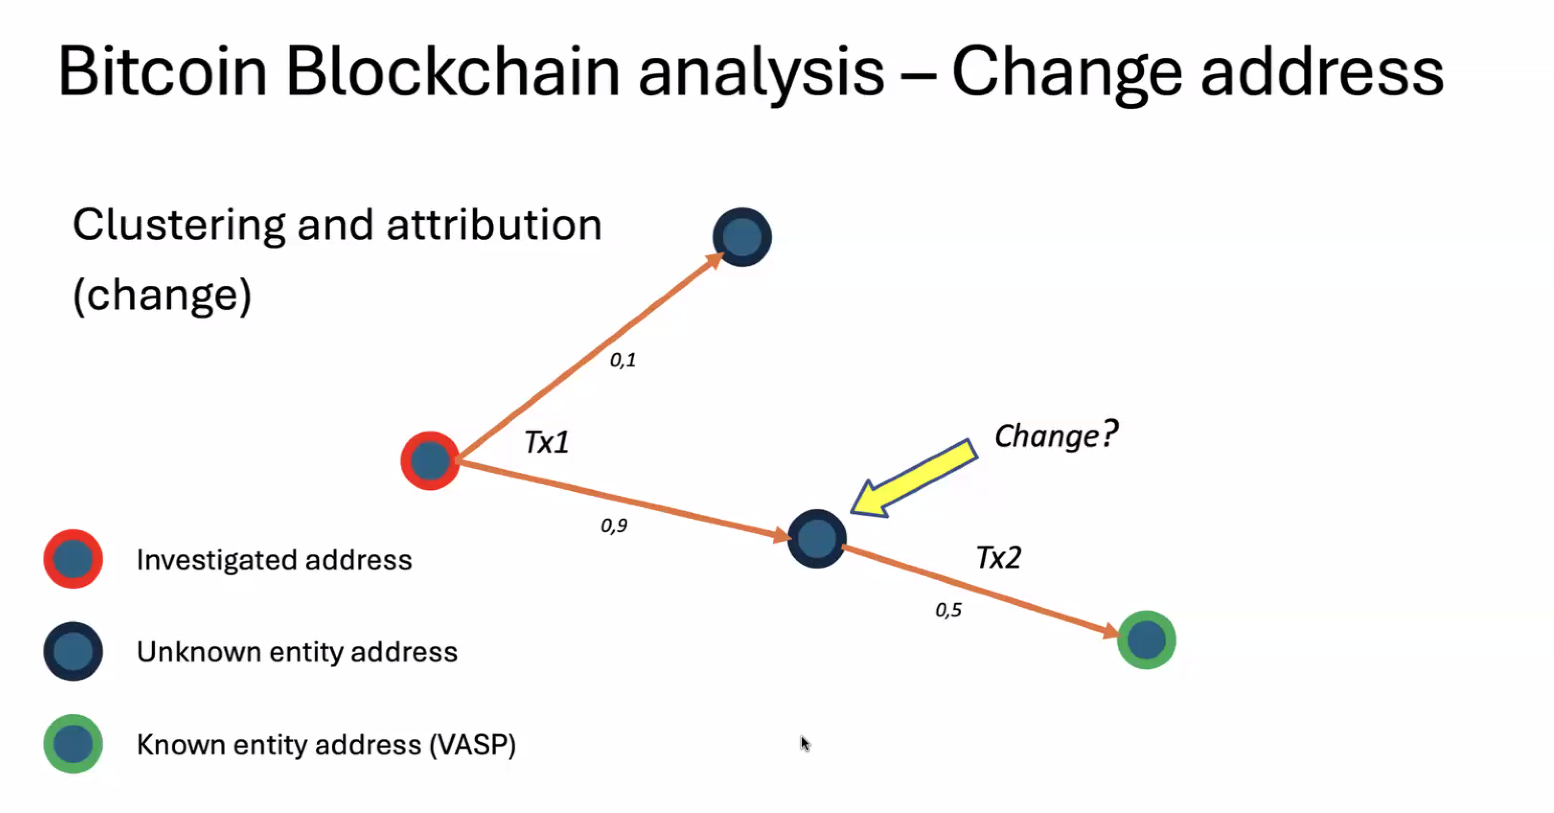 Bitcoin Blockchain analysis – Change address
Clustering and attribution
(change)
0,1
Tx1
Change?
0,9
Tx2
0,5
Investigated address
Unknown entity address
Known entity address (VASP)